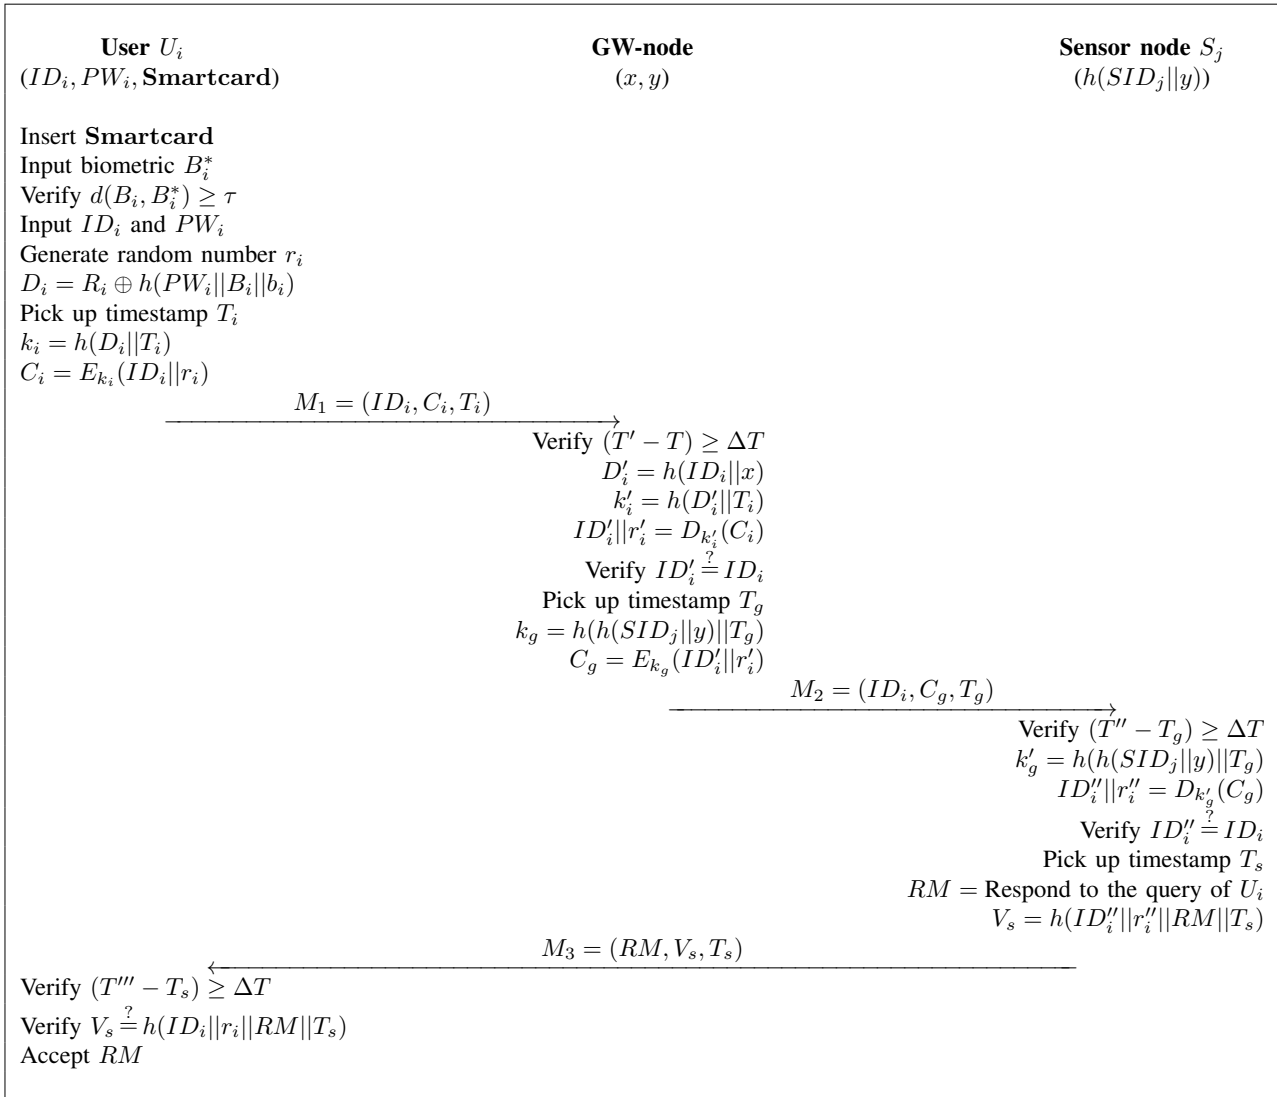 User U_i    GW-node    Sensor node S_j
(ID_i, PW_i, Smartcard)    (x, y)    (h(SID_j||y))
Insert Smartcard
Input biometric B_i^*
Verify d(B_i, B_i^*) ≥ τ
Input ID_i and PW_i
Generate random number r_i
D_i = R_i ⊕ h(PW_i||B_i||b_i)
Pick up timestamp T_i
k_i = h(D_i||T_i)
C_i = E_{k_i}(ID_i||r_i)
M_1 = (ID_i, C_i, T_i)
Verify (T′ − T) ≥ ΔT
D′_i = h(ID_i||x)
k′_i = h(D′_i||T_i)
ID′_i||r′_i = D_{k′_i}(C_i)
Verify ID′_i ?= ID_i
Pick up timestamp T_g
k_g = h(h(SID_j||y)||T_g)
C_g = E_{k_g}(ID′_i||r′_i)
M_2 = (ID_i, C_g, T_g)
Verify (T″ − T_g) ≥ ΔT
k′_g = h(h(SID_j||y)||T_g)
ID″_i||r″_i = D_{k′_g}(C_g)
Verify ID″_i ?= ID_i
Pick up timestamp T_s
RM = Respond to the query of U_i
V_s = h(ID″_i||r″_i||RM||T_s)
M_3 = (RM, V_s, T_s)
Verify (T‴ − T_s) ≥ ΔT
Verify V_s ?= h(ID_i||r_i||RM||T_s)
Accept RM